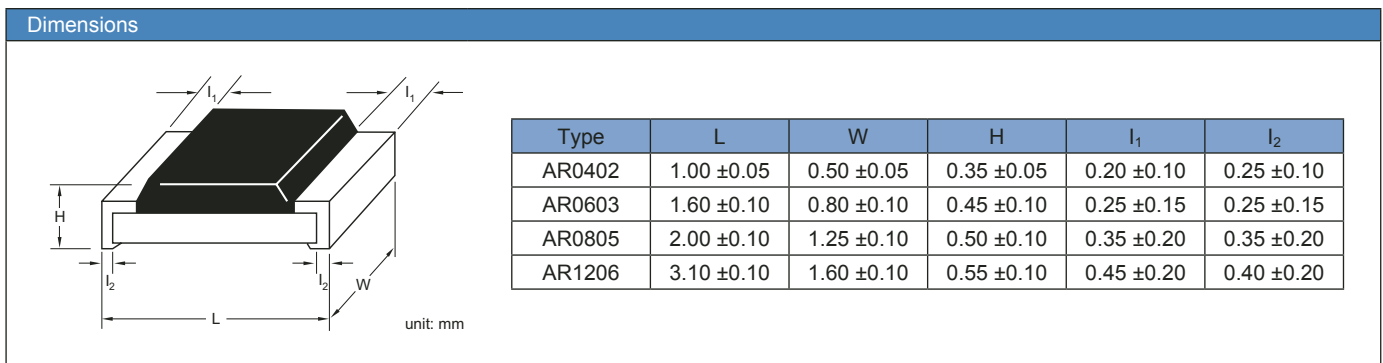 Dimensions
l₁ l₁
H
l₂ l₂
W
L
unit: mm
Type L W H l₁ l₂
AR0402 1.00 ±0.05 0.50 ±0.05 0.35 ±0.05 0.20 ±0.10 0.25 ±0.10
AR0603 1.60 ±0.10 0.80 ±0.10 0.45 ±0.10 0.25 ±0.15 0.25 ±0.15
AR0805 2.00 ±0.10 1.25 ±0.10 0.50 ±0.10 0.35 ±0.20 0.35 ±0.20
AR1206 3.10 ±0.10 1.60 ±0.10 0.55 ±0.10 0.45 ±0.20 0.40 ±0.20